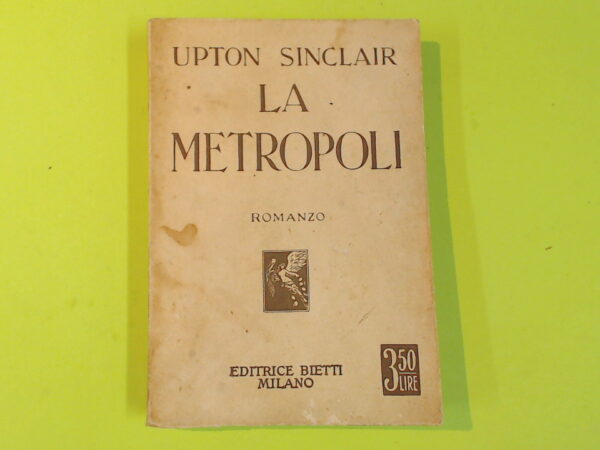 UPTON SINCLAIR
LA
METROPOLI
ROMANZO
EDITRICE BIETTI
MILANO
3 50
LIRE